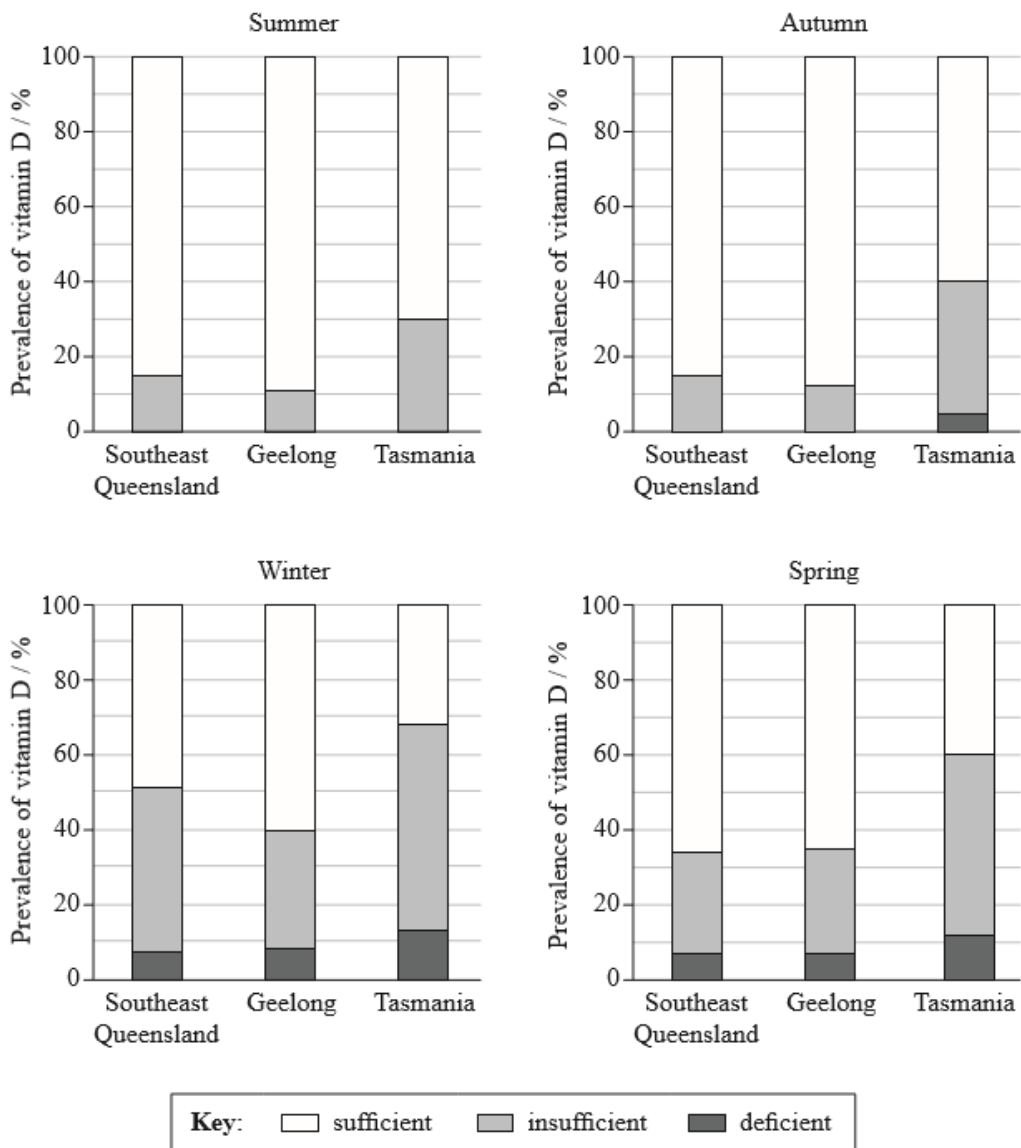 Summer
Prevalence of vitamin D / %
100
80
60
40
20
0
Southeast Queensland
Geelong
Tasmania
Autumn
Prevalence of vitamin D / %
100
80
60
40
20
0
Southeast Queensland
Geelong
Tasmania
Winter
Prevalence of vitamin D / %
100
80
60
40
20
0
Southeast Queensland
Geelong
Tasmania
Spring
Prevalence of vitamin D / %
100
80
60
40
20
0
Southeast Queensland
Geelong
Tasmania
Key: sufficient insufficient deficient